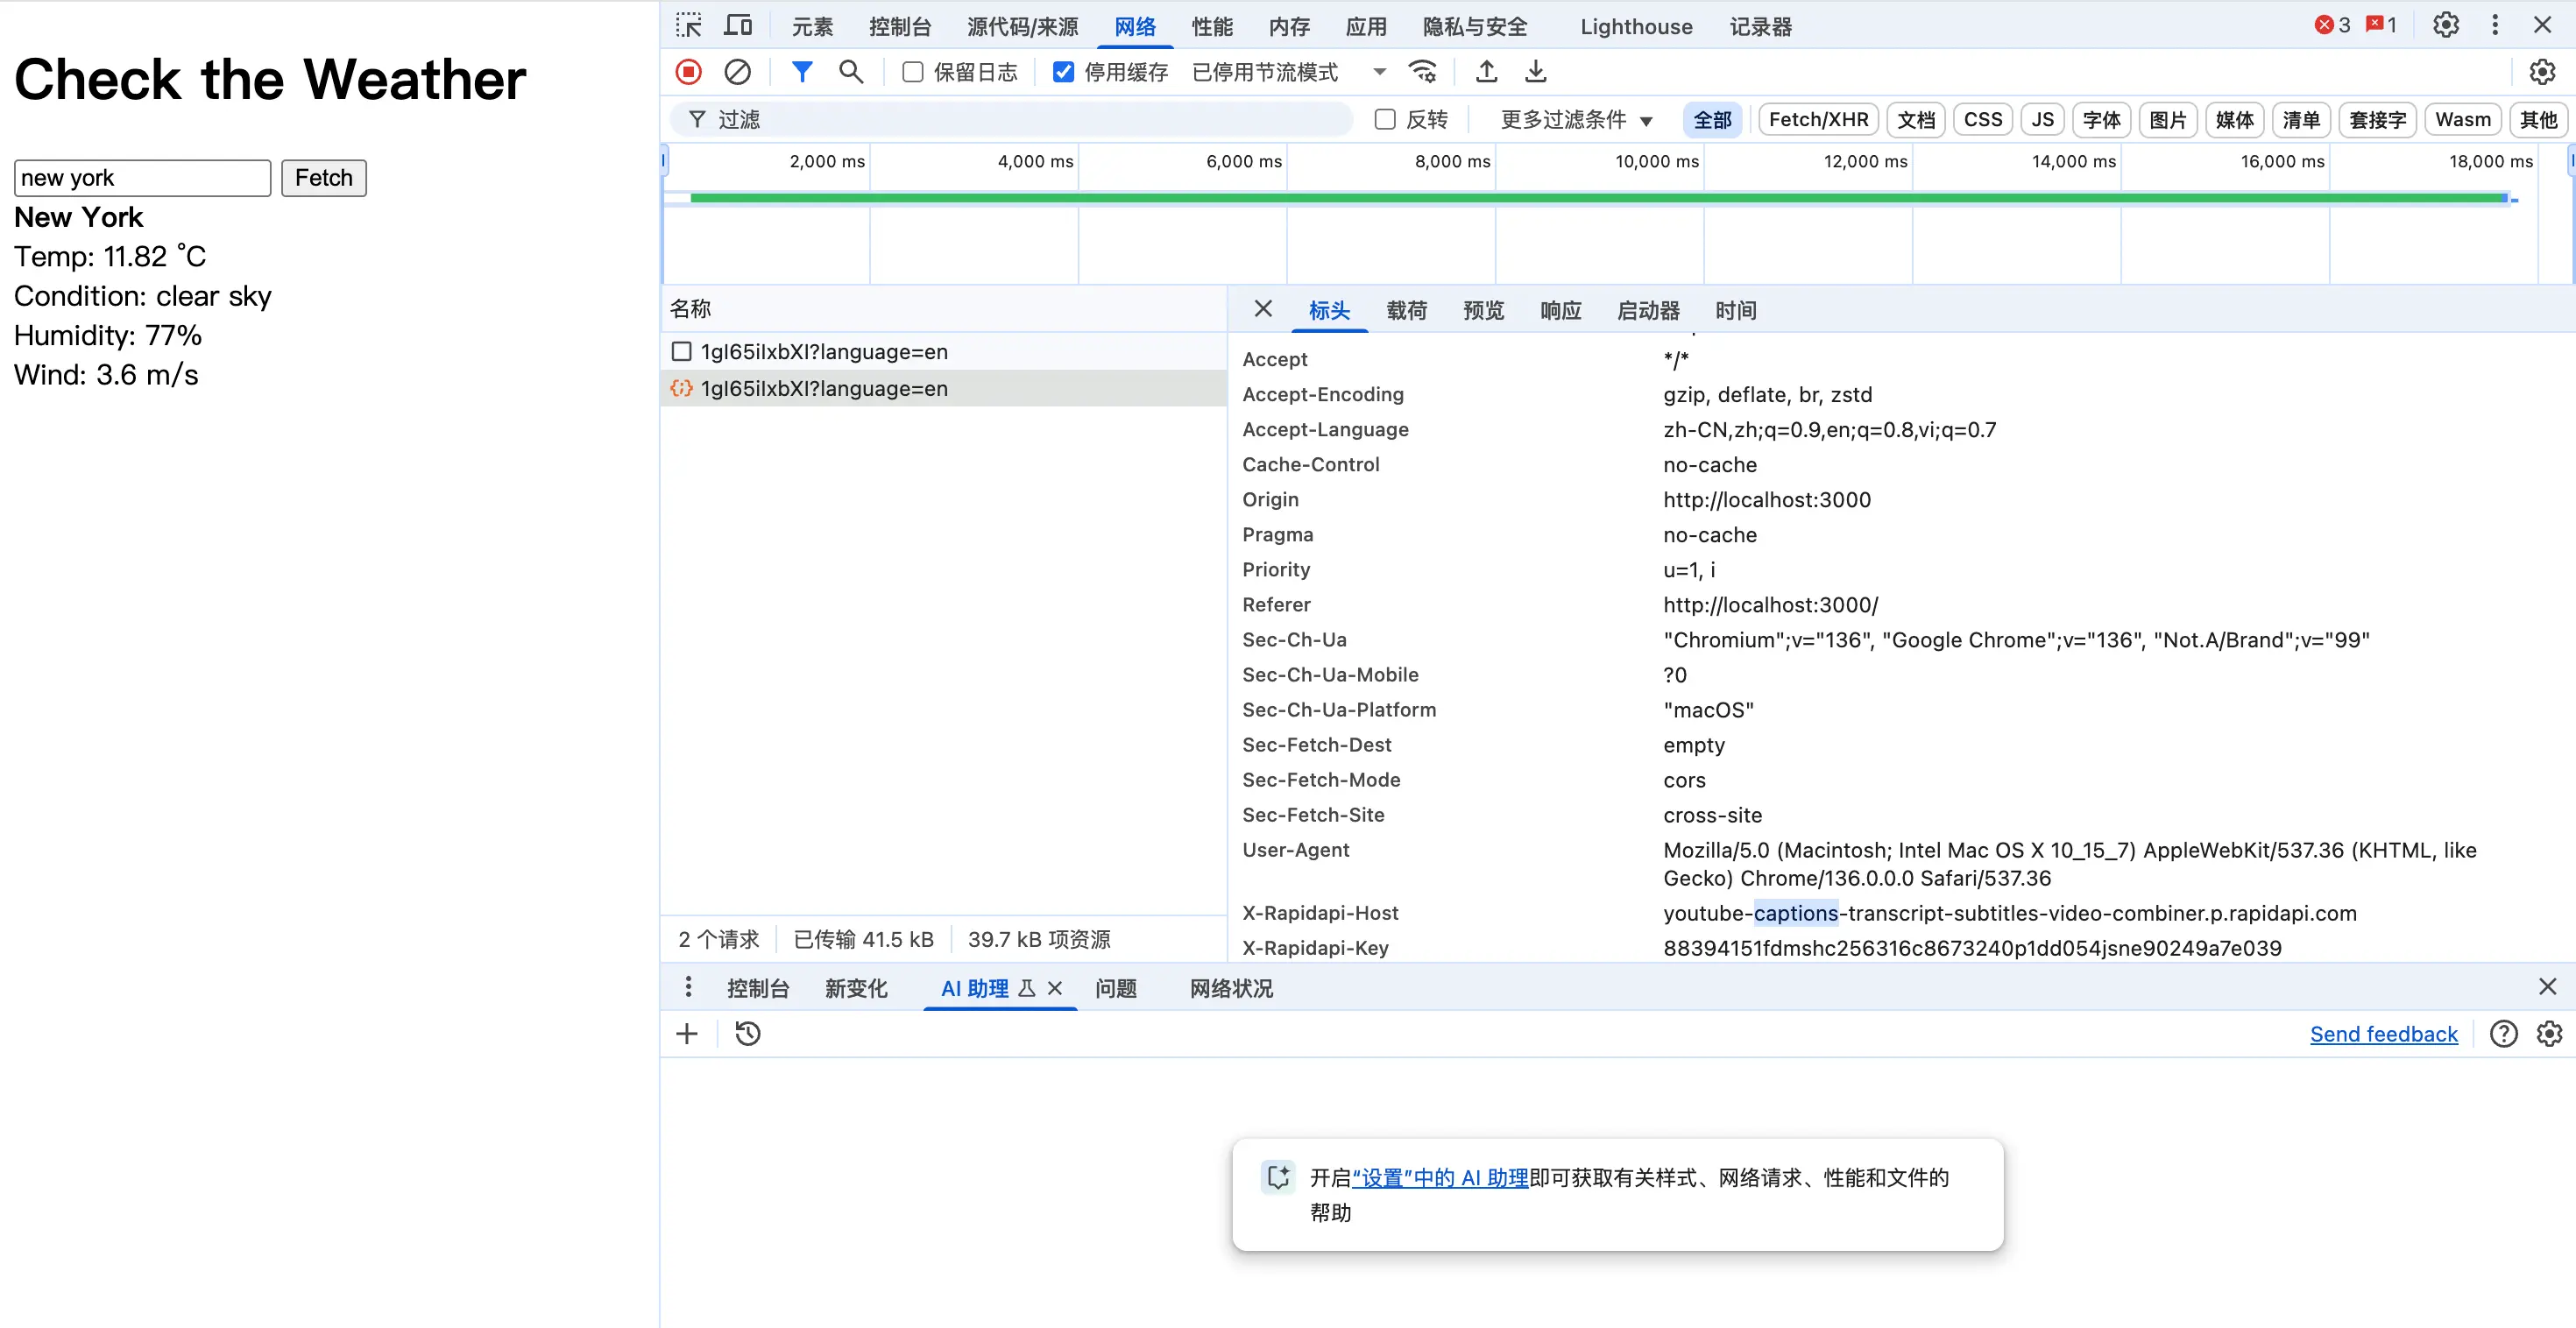 Check the Weather
new york
Fetch
New York
Temp: 11.82 °C
Condition: clear sky
Humidity: 77%
Wind: 3.6 m/s
元素 控制台 源代码/来源 网络 性能 内存 应用 隐私与安全 Lighthouse 记录器 3 1
保留日志 停用缓存 已停用节流模式
过滤 反转 更多过滤条件 全部 Fetch/XHR 文档 CSS JS 字体 图片 媒体 清单 套接字 Wasm 其他
2,000 ms 4,000 ms 6,000 ms 8,000 ms 10,000 ms 12,000 ms 14,000 ms 16,000 ms 18,000 ms
名称
1gI65iIxbXI?language=en
1gI65iIxbXI?language=en
2 个请求 已传输 41.5 kB 39.7 kB 项资源
标头 载荷 预览 响应 启动器 时间
Accept */*
Accept-Encoding gzip, deflate, br, zstd
Accept-Language zh-CN,zh;q=0.9,en;q=0.8,vi;q=0.7
Cache-Control no-cache
Origin http://localhost:3000
Pragma no-cache
Priority u=1, i
Referer http://localhost:3000/
Sec-Ch-Ua "Chromium";v="136", "Google Chrome";v="136", "Not.A/Brand";v="99"
Sec-Ch-Ua-Mobile ?0
Sec-Ch-Ua-Platform "macOS"
Sec-Fetch-Dest empty
Sec-Fetch-Mode cors
Sec-Fetch-Site cross-site
User-Agent Mozilla/5.0 (Macintosh; Intel Mac OS X 10_15_7) AppleWebKit/537.36 (KHTML, like
Gecko) Chrome/136.0.0.0 Safari/537.36
X-Rapidapi-Host youtube-captions-transcript-subtitles-video-combiner.p.rapidapi.com
X-Rapidapi-Key 88394151fdmshc256316c8673240p1dd054jsne90249a7e039
控制台 新变化 AI 助理 问题 网络状况
Send feedback
开启“设置”中的 AI 助理即可获取有关样式、网络请求、性能和文件的
帮助